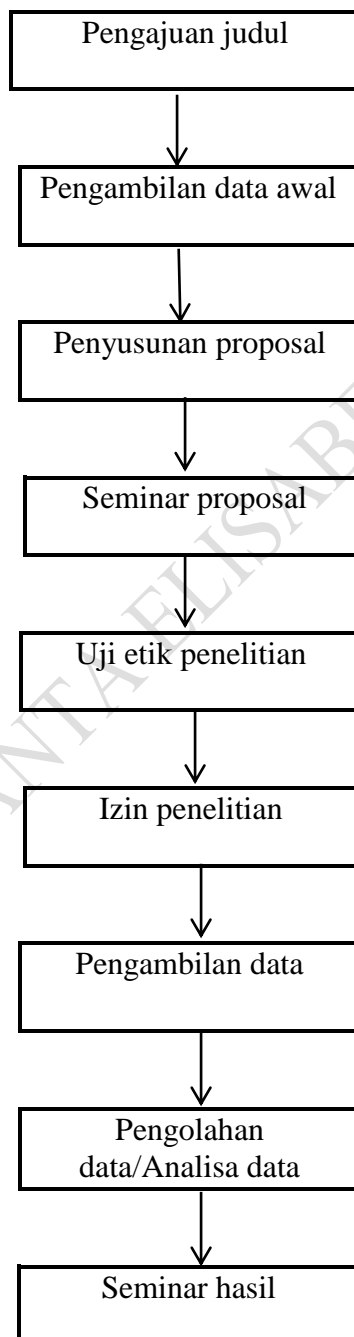 Pengajuan judul
Pengambilan data awal
Penyusunan proposal
Seminar proposal
Uji etik penelitian
Izin penelitian
Pengambilan data
Pengolahan
data/Analisa data
Seminar hasil